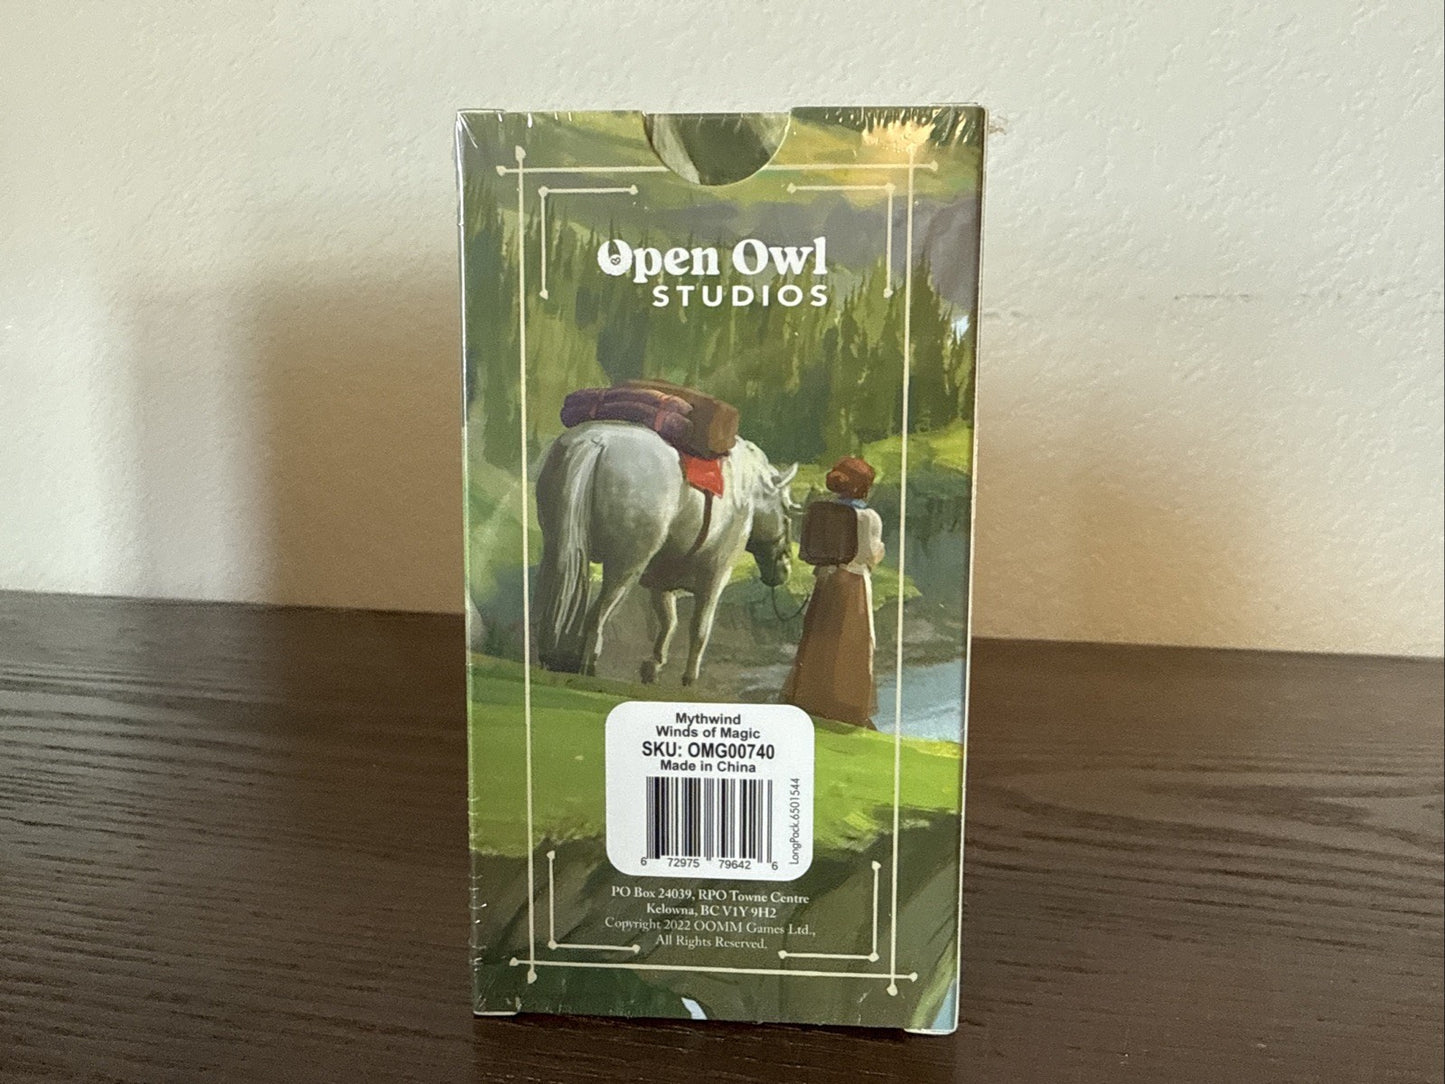 Open Owl
STUDIOS
Mythwind
Winds of Magic
SKU: OMG00740
Made in China
LongPack.6501544
6 72975 79642 6
PO Box 24039, RPO Towne Centre
Kelowna, BC V1Y 9H2
Copyright 2022 OOMM Games Ltd.,
All Rights Reserved.